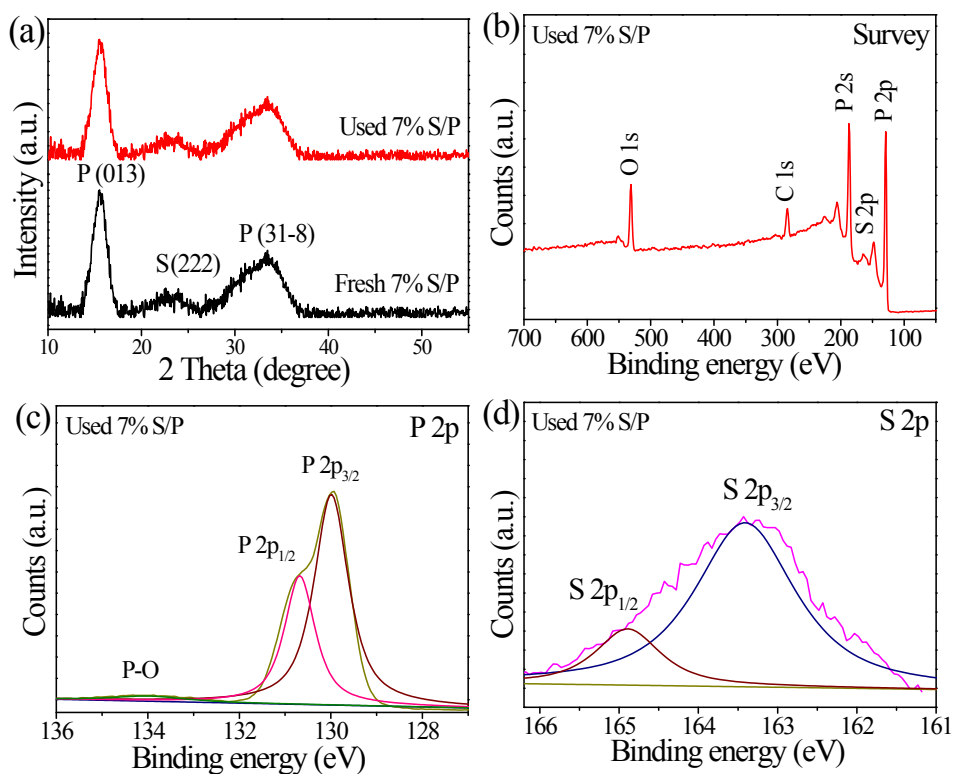 (a)
Used 7% S/P
P (013)
P (31-8)
S(222)
Fresh 7% S/P
Intensity (a.u.)
10 20 30 40 50
2 Theta (degree)
(b)
Used 7% S/P
Survey
O 1s
C 1s
P 2s
S 2p
P 2p
Counts (a.u.)
700 600 500 400 300 200 100
Binding energy (eV)
(c)
Used 7% S/P
P 2p
P 2p3/2
P 2p1/2
P-O
Counts (a.u.)
136 134 132 130 128
Binding energy (eV)
(d)
Used 7% S/P
S 2p
S 2p3/2
S 2p1/2
Counts (a.u.)
166 165 164 163 162 161
Binding energy (eV)